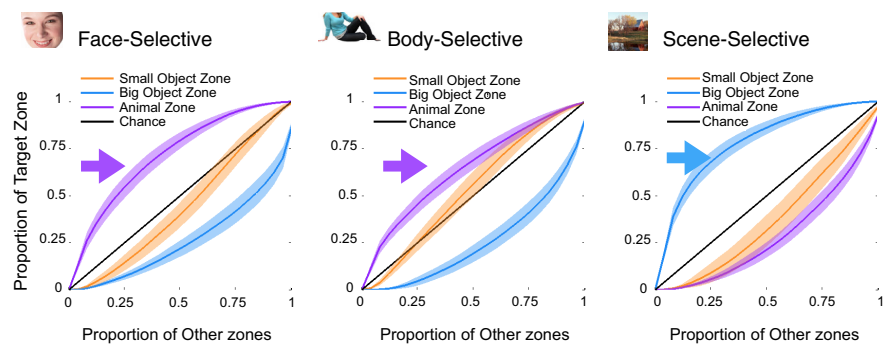 Face-Selective
Small Object Zone
Big Object Zone
Animal Zone
Chance
Proportion of Target Zone
1
0.75
0.5
0.25
0
0
0.25
0.5
0.75
1
Proportion of Other zones
Body-Selective
Small Object Zone
Big Object Zone
Animal Zone
Chance
1
0.75
0.5
0.25
0
0
0.25
0.5
0.75
1
Proportion of Other zones
Scene-Selective
Small Object Zone
Big Object Zone
Animal Zone
Chance
1
0.75
0.5
0.25
0
0
0.25
0.5
0.75
1
Proportion of Other zones